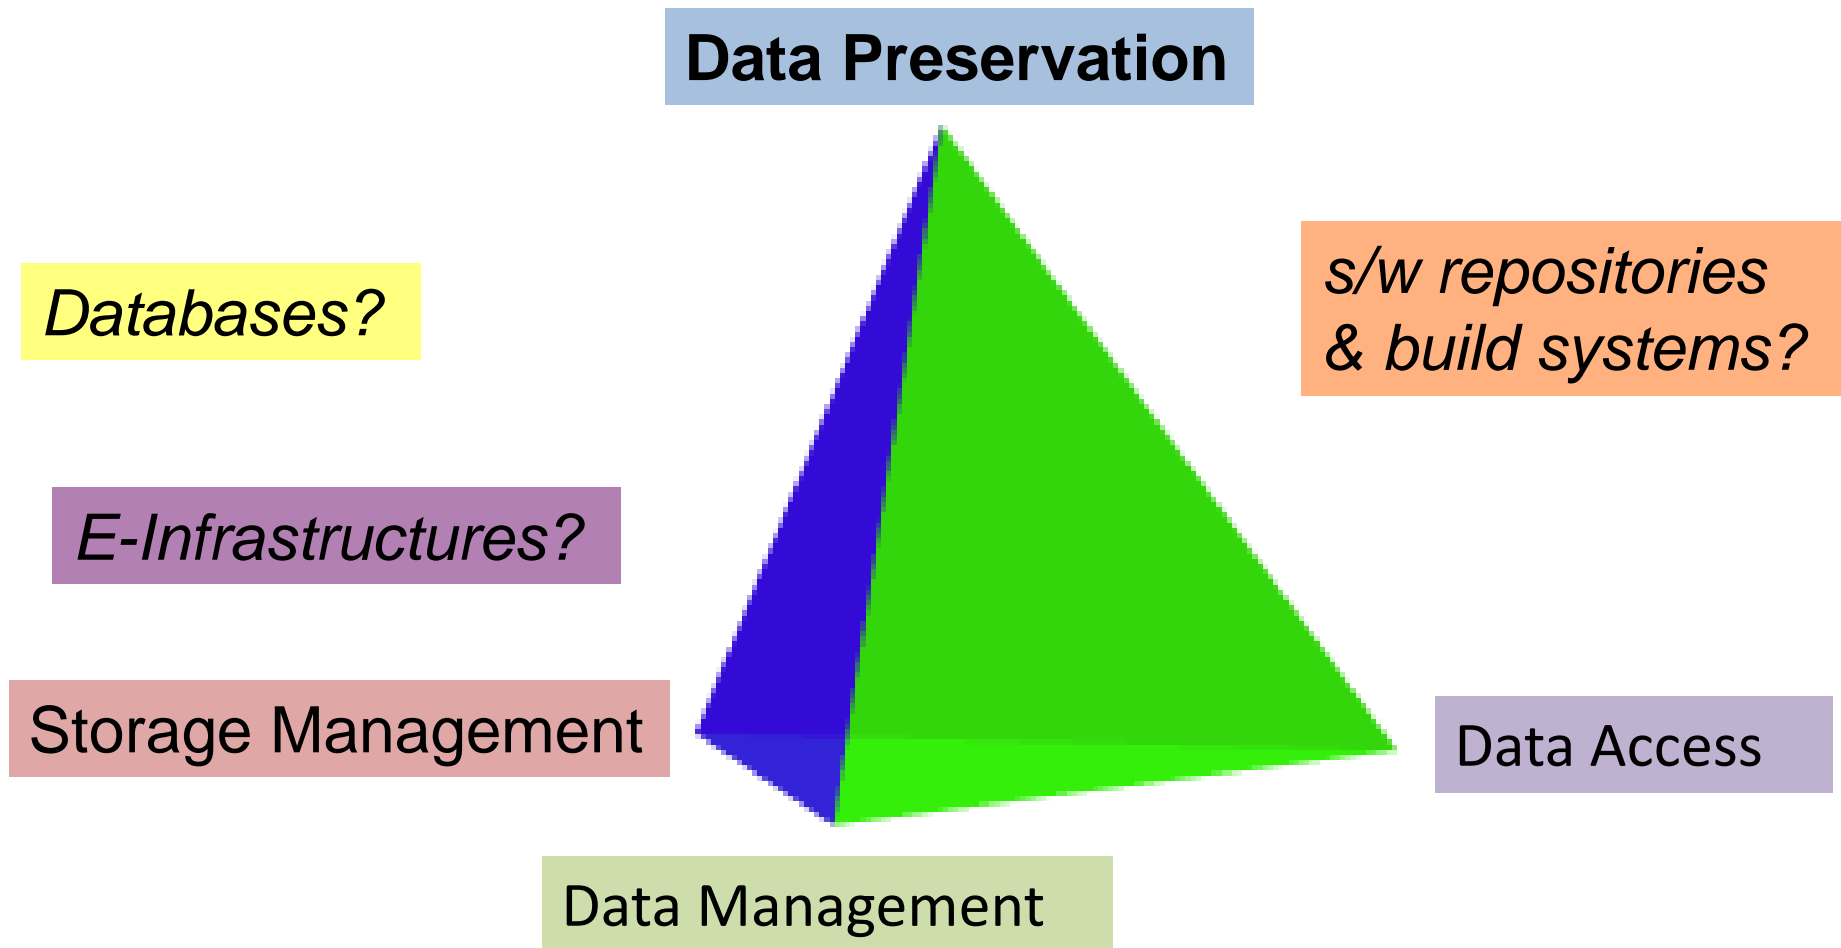 Data Preservation
Databases?
s/w repositories
& build systems?
E-Infrastructures?
Storage Management
Data Access
Data Management